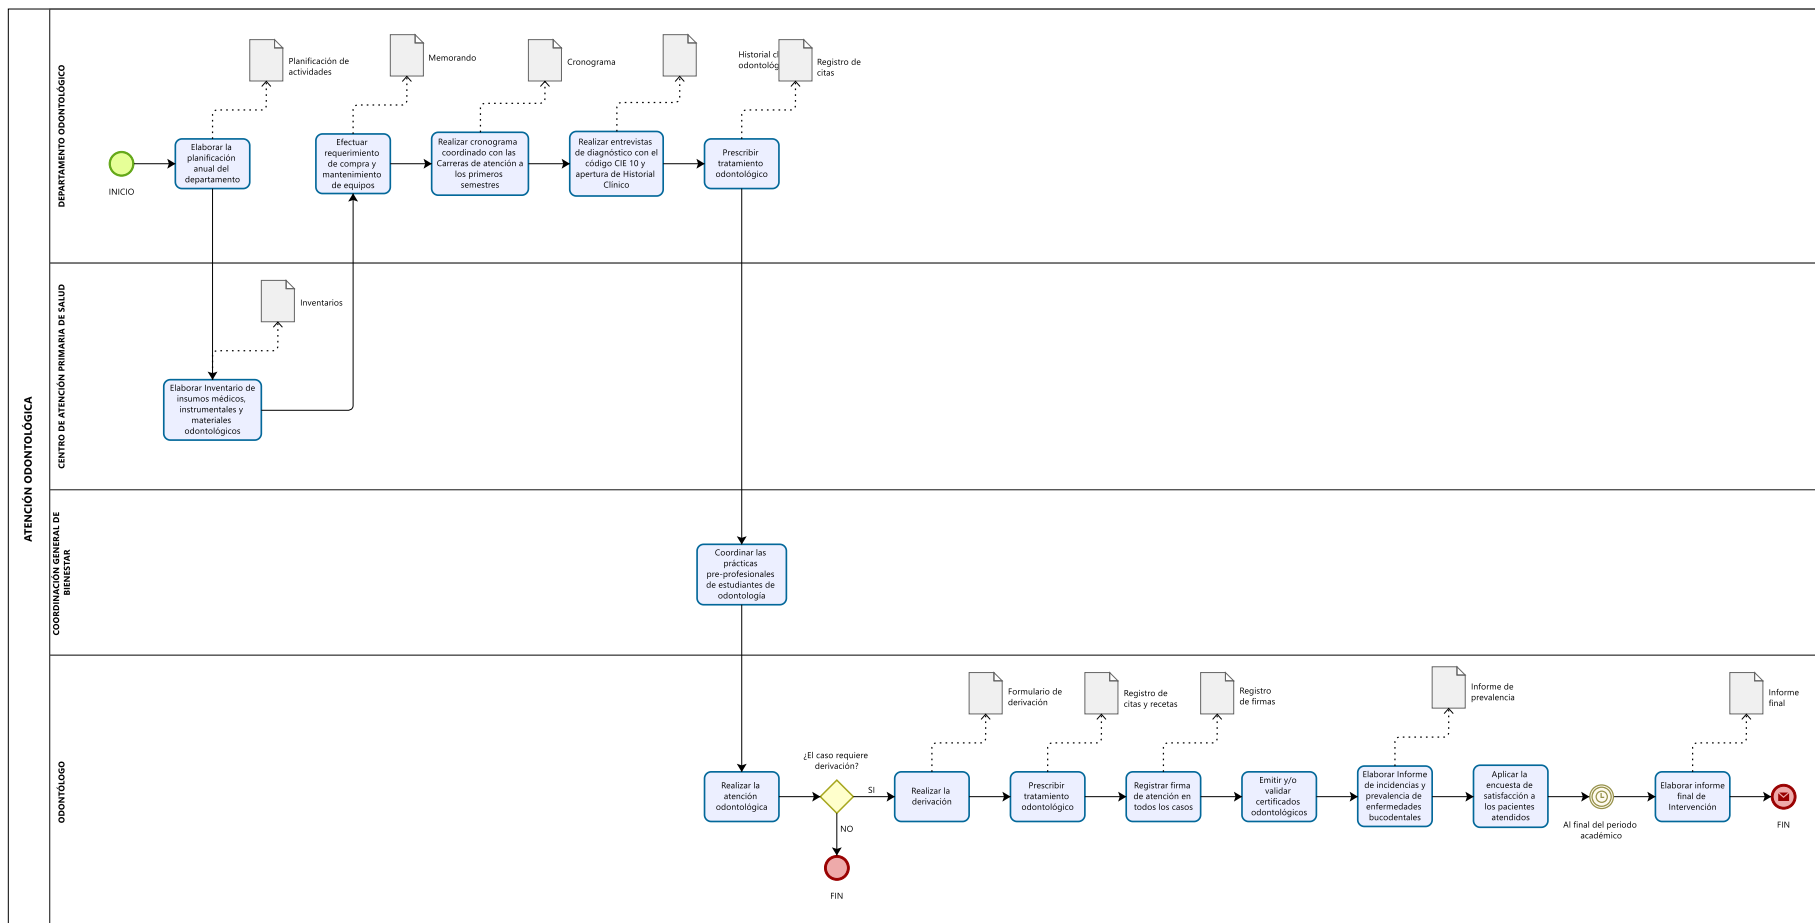 ATENCIÓN ODONTOLÓGICA
DEPARTAMENTO ODONTOLÓGICO
Planificación de
actividades
Memorando
Cronograma
Historial cl
odontológ
Registro de
citas
INICIO
Elaborar la
planificación
anual del
departamento
Efectuar
requerimiento
de compra y
mantenimiento
de equipos
Realizar cronograma
coordinado con las
Carreras de atención a
los primeros
semestres
Realizar entrevistas
de diagnóstico con el
código CIE 10 y
apertura de Historial
Clínico
Prescribir
tratamiento
odontológico
CENTRO DE ATENCIÓN PRIMARIA DE SALUD
Inventarios
Elaborar Inventario de
insumos médicos,
instrumentales y
materiales
odontológicos
COORDINACIÓN GENERAL DE
BIENESTAR
Coordinar las
prácticas
pre-profesionales
de estudiantes de
odontología
ODONTÓLOGO
Formulario de
derivación
Registro de
citas y recetas
Registro
de firmas
Informe de
prevalencia
Informe
final
Realizar la
atención
odontológica
¿El caso requiere
derivación?
SI
NO
FIN
Realizar la
derivación
Prescribir
tratamiento
odontológico
Registrar firma
de atención en
todos los casos
Emitir y/o
validar
certificados
odontológicos
Elaborar Informe
de incidencias y
prevalencia de
enfermedades
bucodentales
Aplicar la
encuesta de
satisfacción a
los pacientes
atendidos
Al final del periodo
académico
Elaborar informe
final de
Intervención
FIN